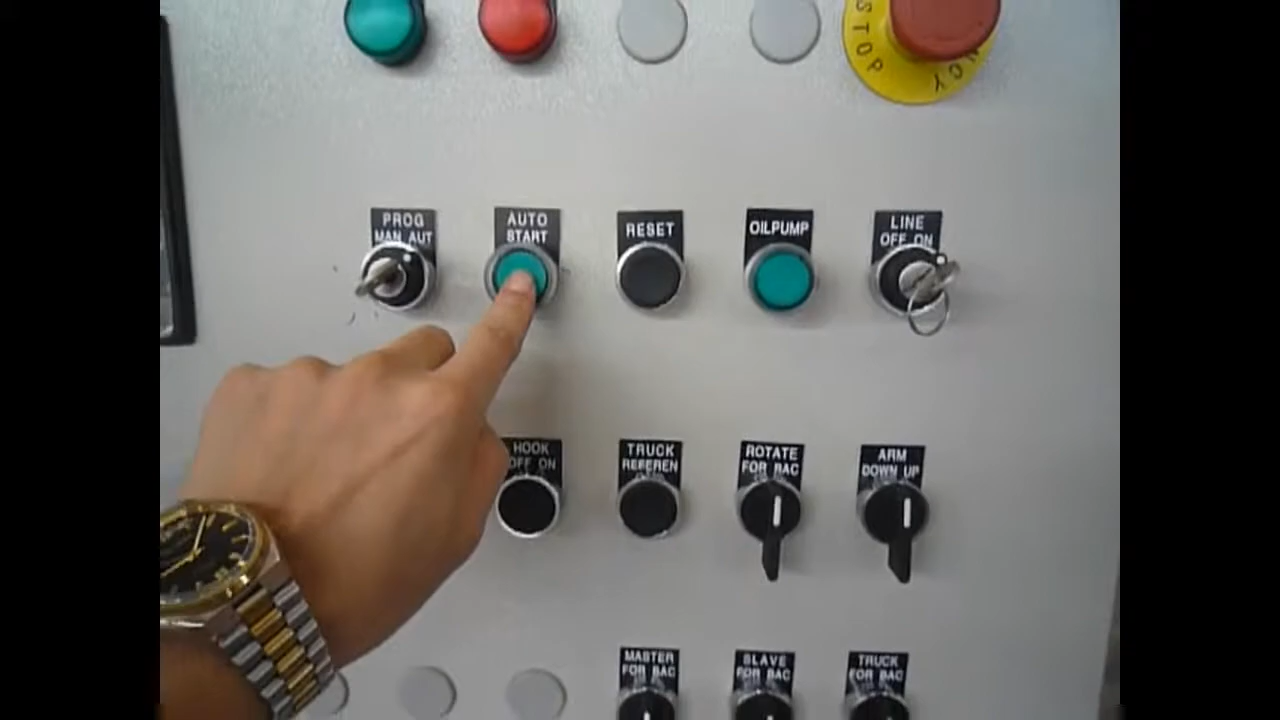 STOP
NCY
PROG
MAN AUT
AUTO
START
RESET
OILPUMP
LINE
OFF ON
HOOK
OFF ON
TRUCK
REFEREN
ROTATE
FOR BAC
ARM
DOWN UP
MASTER
FOR BAC
SLAVE
FOR BAC
TRUCK
FOR BAC